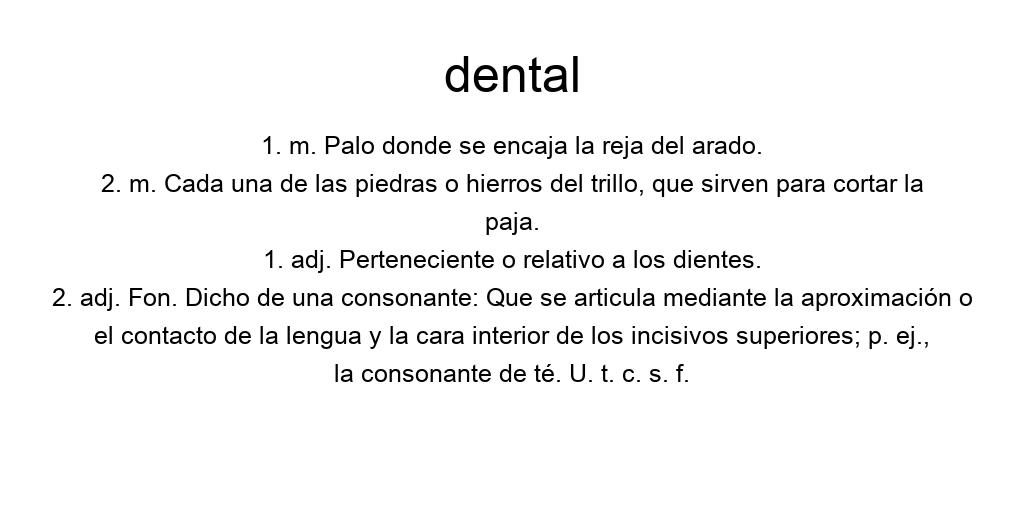 dental
1. m. Palo donde se encaja la reja del arado.
2. m. Cada una de las piedras o hierros del trillo, que sirven para cortar la
paja.
1. adj. Perteneciente o relativo a los dientes.
2. adj. Fon. Dicho de una consonante: Que se articula mediante la aproximación o
el contacto de la lengua y la cara interior de los incisivos superiores; p. ej.,
la consonante de té. U. t. c. s. f.